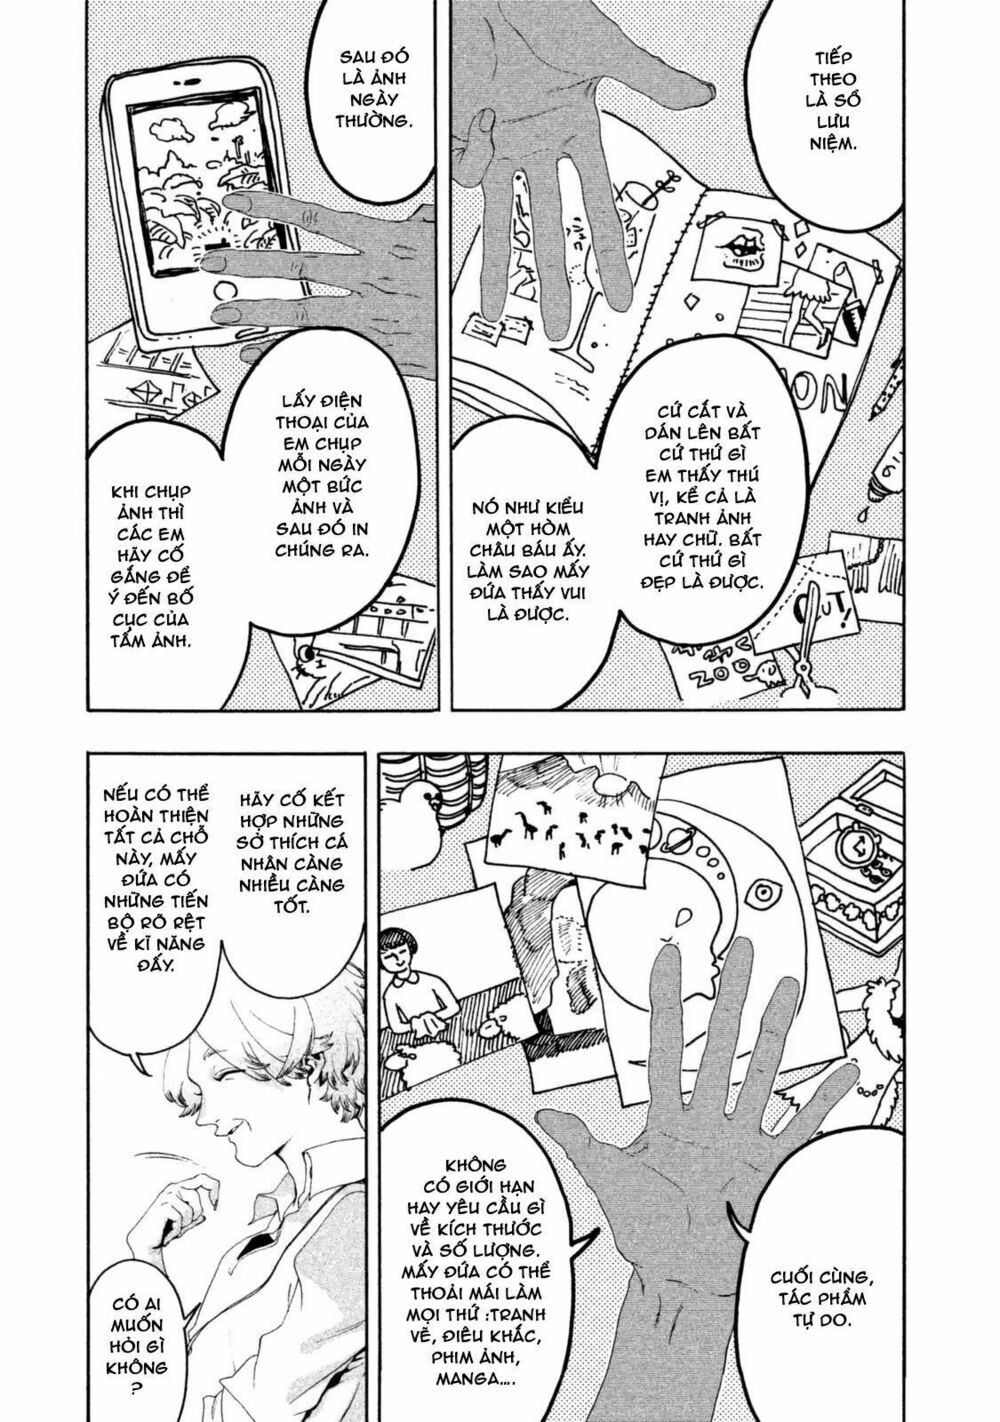 TIẾP
THEO
LÀ SỔ
LƯU
NIỆM.
CỨ CẮT VÀ
DÁN LÊN BẤT
CỨ THỨ GÌ
EM THẤY THÚ
VỊ, KỂ CẢ LÀ
TRANH ẢNH
HAY CHỮ. BẤT
CỨ THỨ GÌ
ĐẸP LÀ ĐƯỢC.
NÓ NHƯ KIỂU
MỘT HÒM
CHÂU BÁU ẤY.
LÀM SAO MẤY
ĐỨA THẤY VUI
LÀ ĐƯỢC.
ION
CUT!
ZOO
SAU ĐÓ
LÀ ẢNH
NGÀY
THƯỜNG.
LẤY ĐIỆN
THOẠI CỦA
EM CHỤP
MỖI NGÀY
MỘT BỨC
ẢNH VÀ
SAU ĐÓ IN
CHÚNG RA.
KHI CHỤP
ẢNH THÌ
CÁC EM
HÃY CỐ
GẮNG ĐỂ
Ý ĐẾN BỐ
CỤC CỦA
TẤM ẢNH.
CUỐI CÙNG,
TÁC PHẨM
TỰ DO.
KHÔNG
CÓ GIỚI HẠN
HAY YÊU CẦU GÌ
VỀ KÍCH THƯỚC
VÀ SỐ LƯỢNG.
MẤY ĐỨA CÓ THỂ
THOẢI MÁI LÀM
MỌI THỨ :TRANH
VẼ, ĐIÊU KHẮC,
PHIM ẢNH,
MANGA....
HÃY CỐ KẾT
HỢP NHỮNG
SỞ THÍCH CÁ
NHÂN CÀNG
NHIỀU CÀNG
TỐT.
NẾU CÓ THỂ
HOÀN THIỆN
TẤT CẢ CHỖ
NÀY, MẤY
ĐỨA CÓ
NHỮNG TIẾN
BỘ RÕ RỆT
VỀ KĨ NĂNG
ĐẤY.
CÓ AI
MUỐN
HỎI GÌ
KHÔNG
?